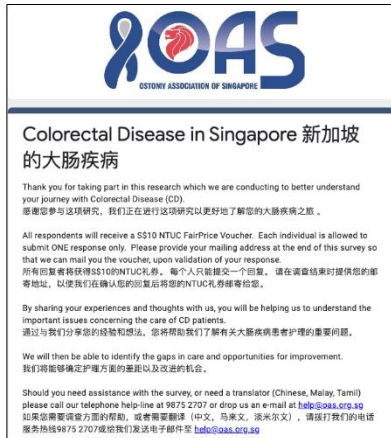 OAS
OSTOMY ASSOCIATION OF SINGAPORE
Colorectal Disease in Singapore 新加坡
的大肠疾病
Thank you for taking part in this research which we are conducting to better understand
your journey with Colorectal Disease (CD).
感谢您参与这项研究，我们正在进行这项研究以更好地了解您的大肠疾病之旅 。
All respondents will receive a S$10 NTUC FairPrice Voucher.  Each individual is allowed to
submit ONE response only.  Please provide your mailing address at the end of this survey so
that we can mail you the voucher, upon validation of your response.
所有回复者将获得S$10的NTUC礼券。 每个人只能提交一个回复。 请在调查结束时提供您的邮
寄地址，以便我们在确认您的回复后将您的NTUC礼券邮寄给您。
By sharing your experiences and thoughts with us, you will be helping us to understand the
important issues concerning the care of CD patients.
通过与我们分享您的经验和想法，您将帮助我们了解有关大肠疾病患者护理的重要问题。
We will then be able to identify the gaps in care and opportunities for improvement.
我们将能够确定护理方面的差距以及改进的机会。
Should you need assistance with the survey, or need a translator (Chinese, Malay, Tamil)
please call our telephone help-line at 9875 2707 or drop us an e-mail at help@oas.org.sg
如果您需要调查方面的帮助，或者需要翻译（中文，马来文，淡米尔文），请拨打我们的电话
服务热线9875 2707或给我们发送电子邮件至 help@oas.org.sg